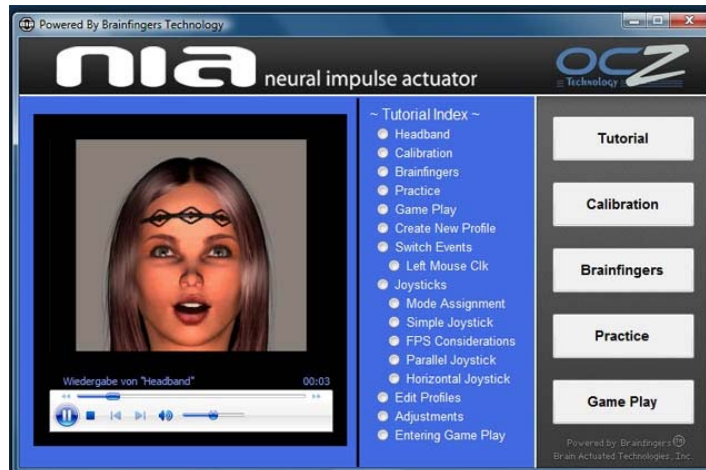 Powered By Brainfingers Technology
nia neural impulse actuator
OCZ
Technology
~ Tutorial Index ~
Headband
Calibration
Brainfingers
Practice
Game Play
Create New Profile
Switch Events
Left Mouse Clk
Joysticks
Mode Assignment
Simple Joystick
FPS Considerations
Parallel Joystick
Horizontal Joystick
Edit Profiles
Adjustments
Entering Game Play
Wiedergabe von "Headband" 00:03
Tutorial
Calibration
Brainfingers
Practice
Game Play
Powered by Brainfingers TM
Brain Actuated Technologies, Inc.